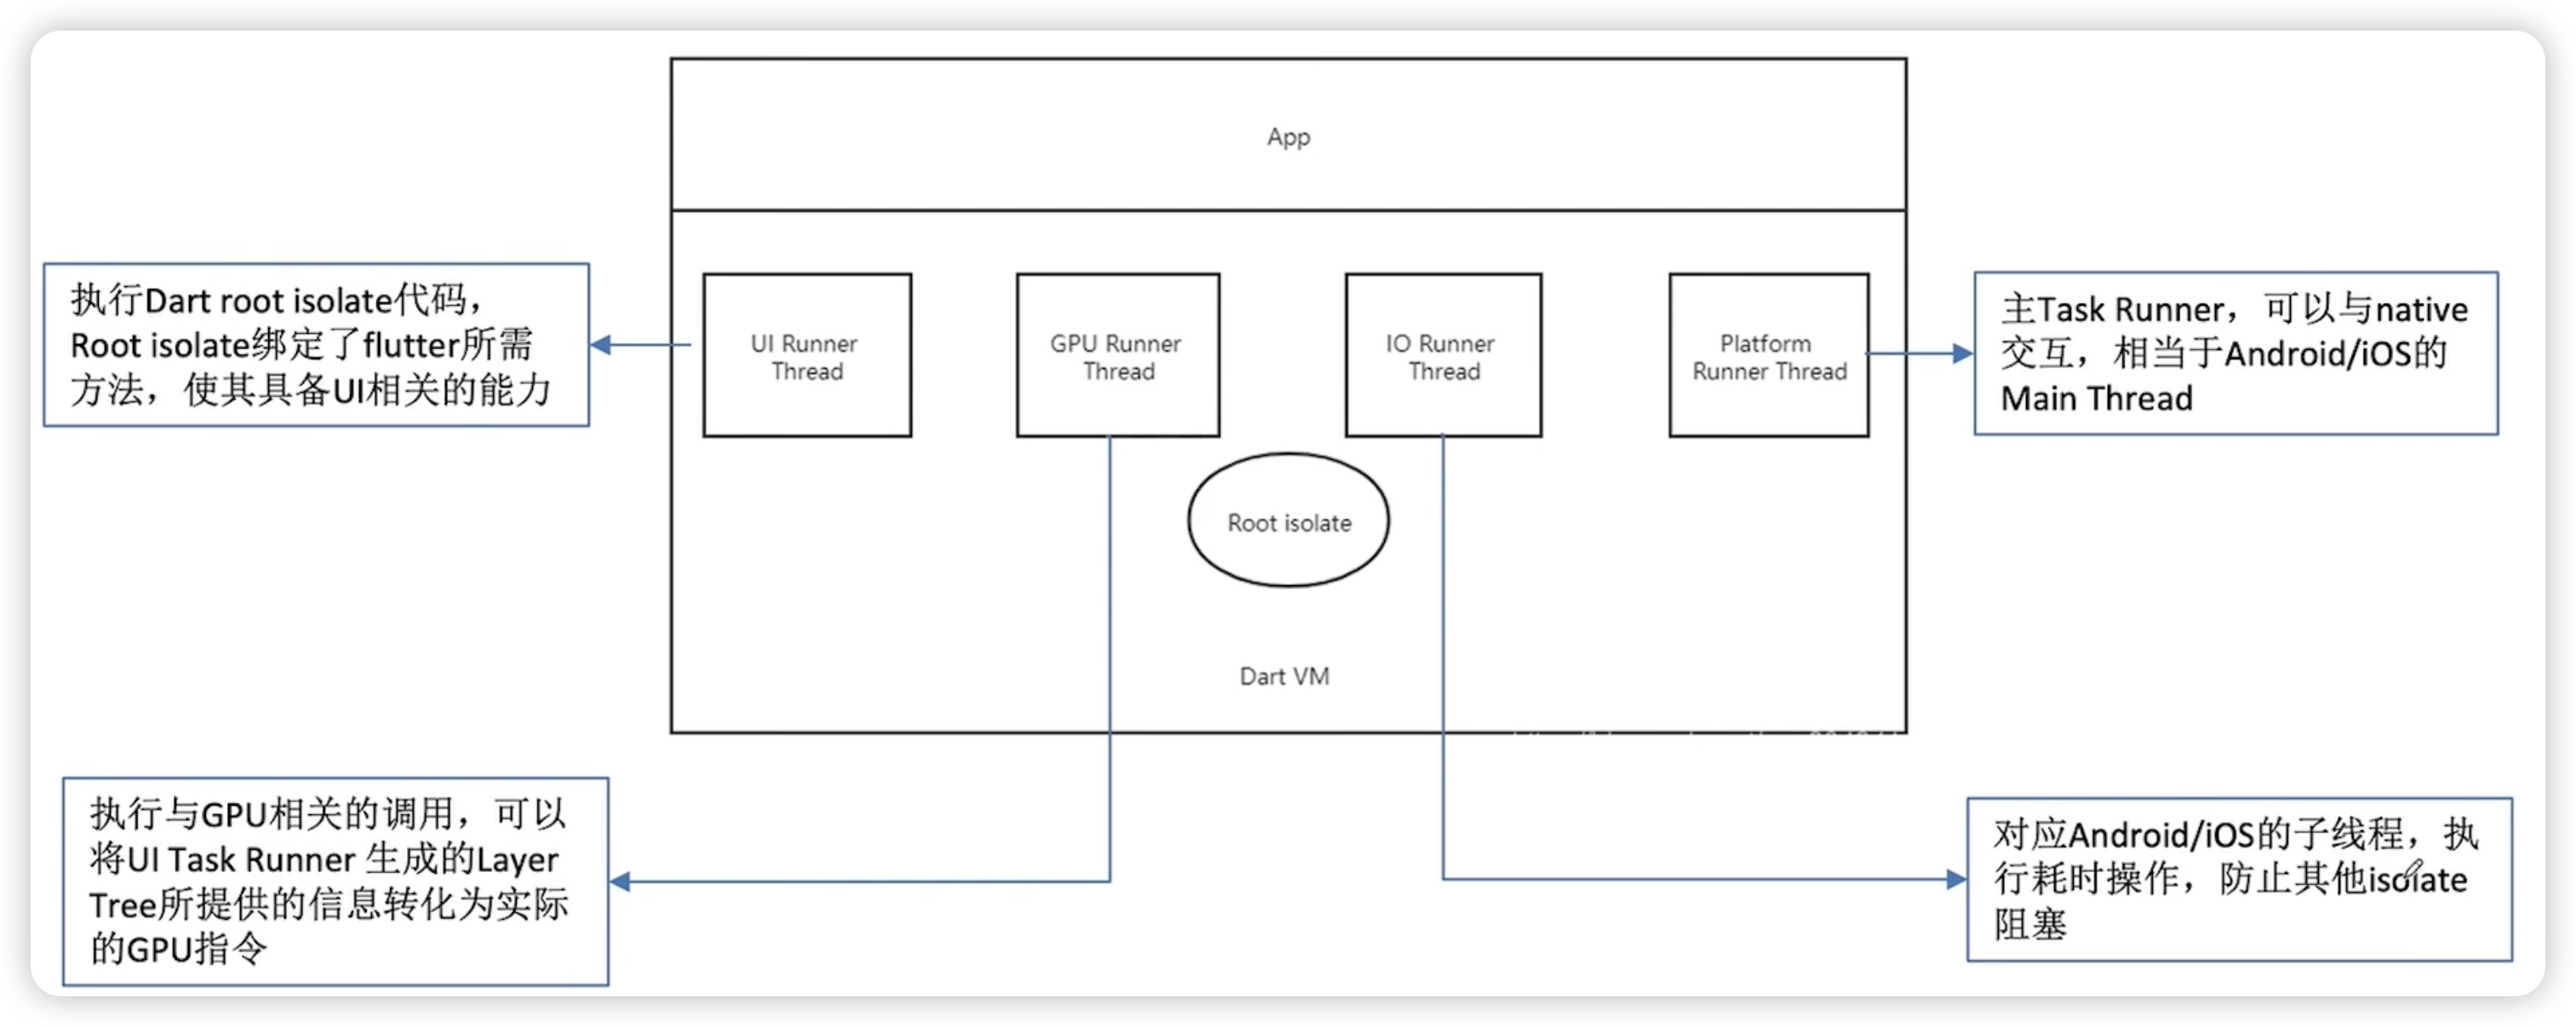 App
执行Dart root isolate代码，
Root isolate绑定了flutter所需
方法，使其具备UI相关的能力
UI Runner
Thread
GPU Runner
Thread
IO Runner
Thread
Platform
Runner Thread
主Task Runner，可以与native
交互，相当于Android/iOS的
Main Thread
Root isolate
Dart VM
执行与GPU相关的调用，可以
将UI Task Runner 生成的Layer
Tree所提供的信息转化为实际
的GPU指令
对应Android/iOS的子线程，执
行耗时操作，防止其他isolate
阻塞